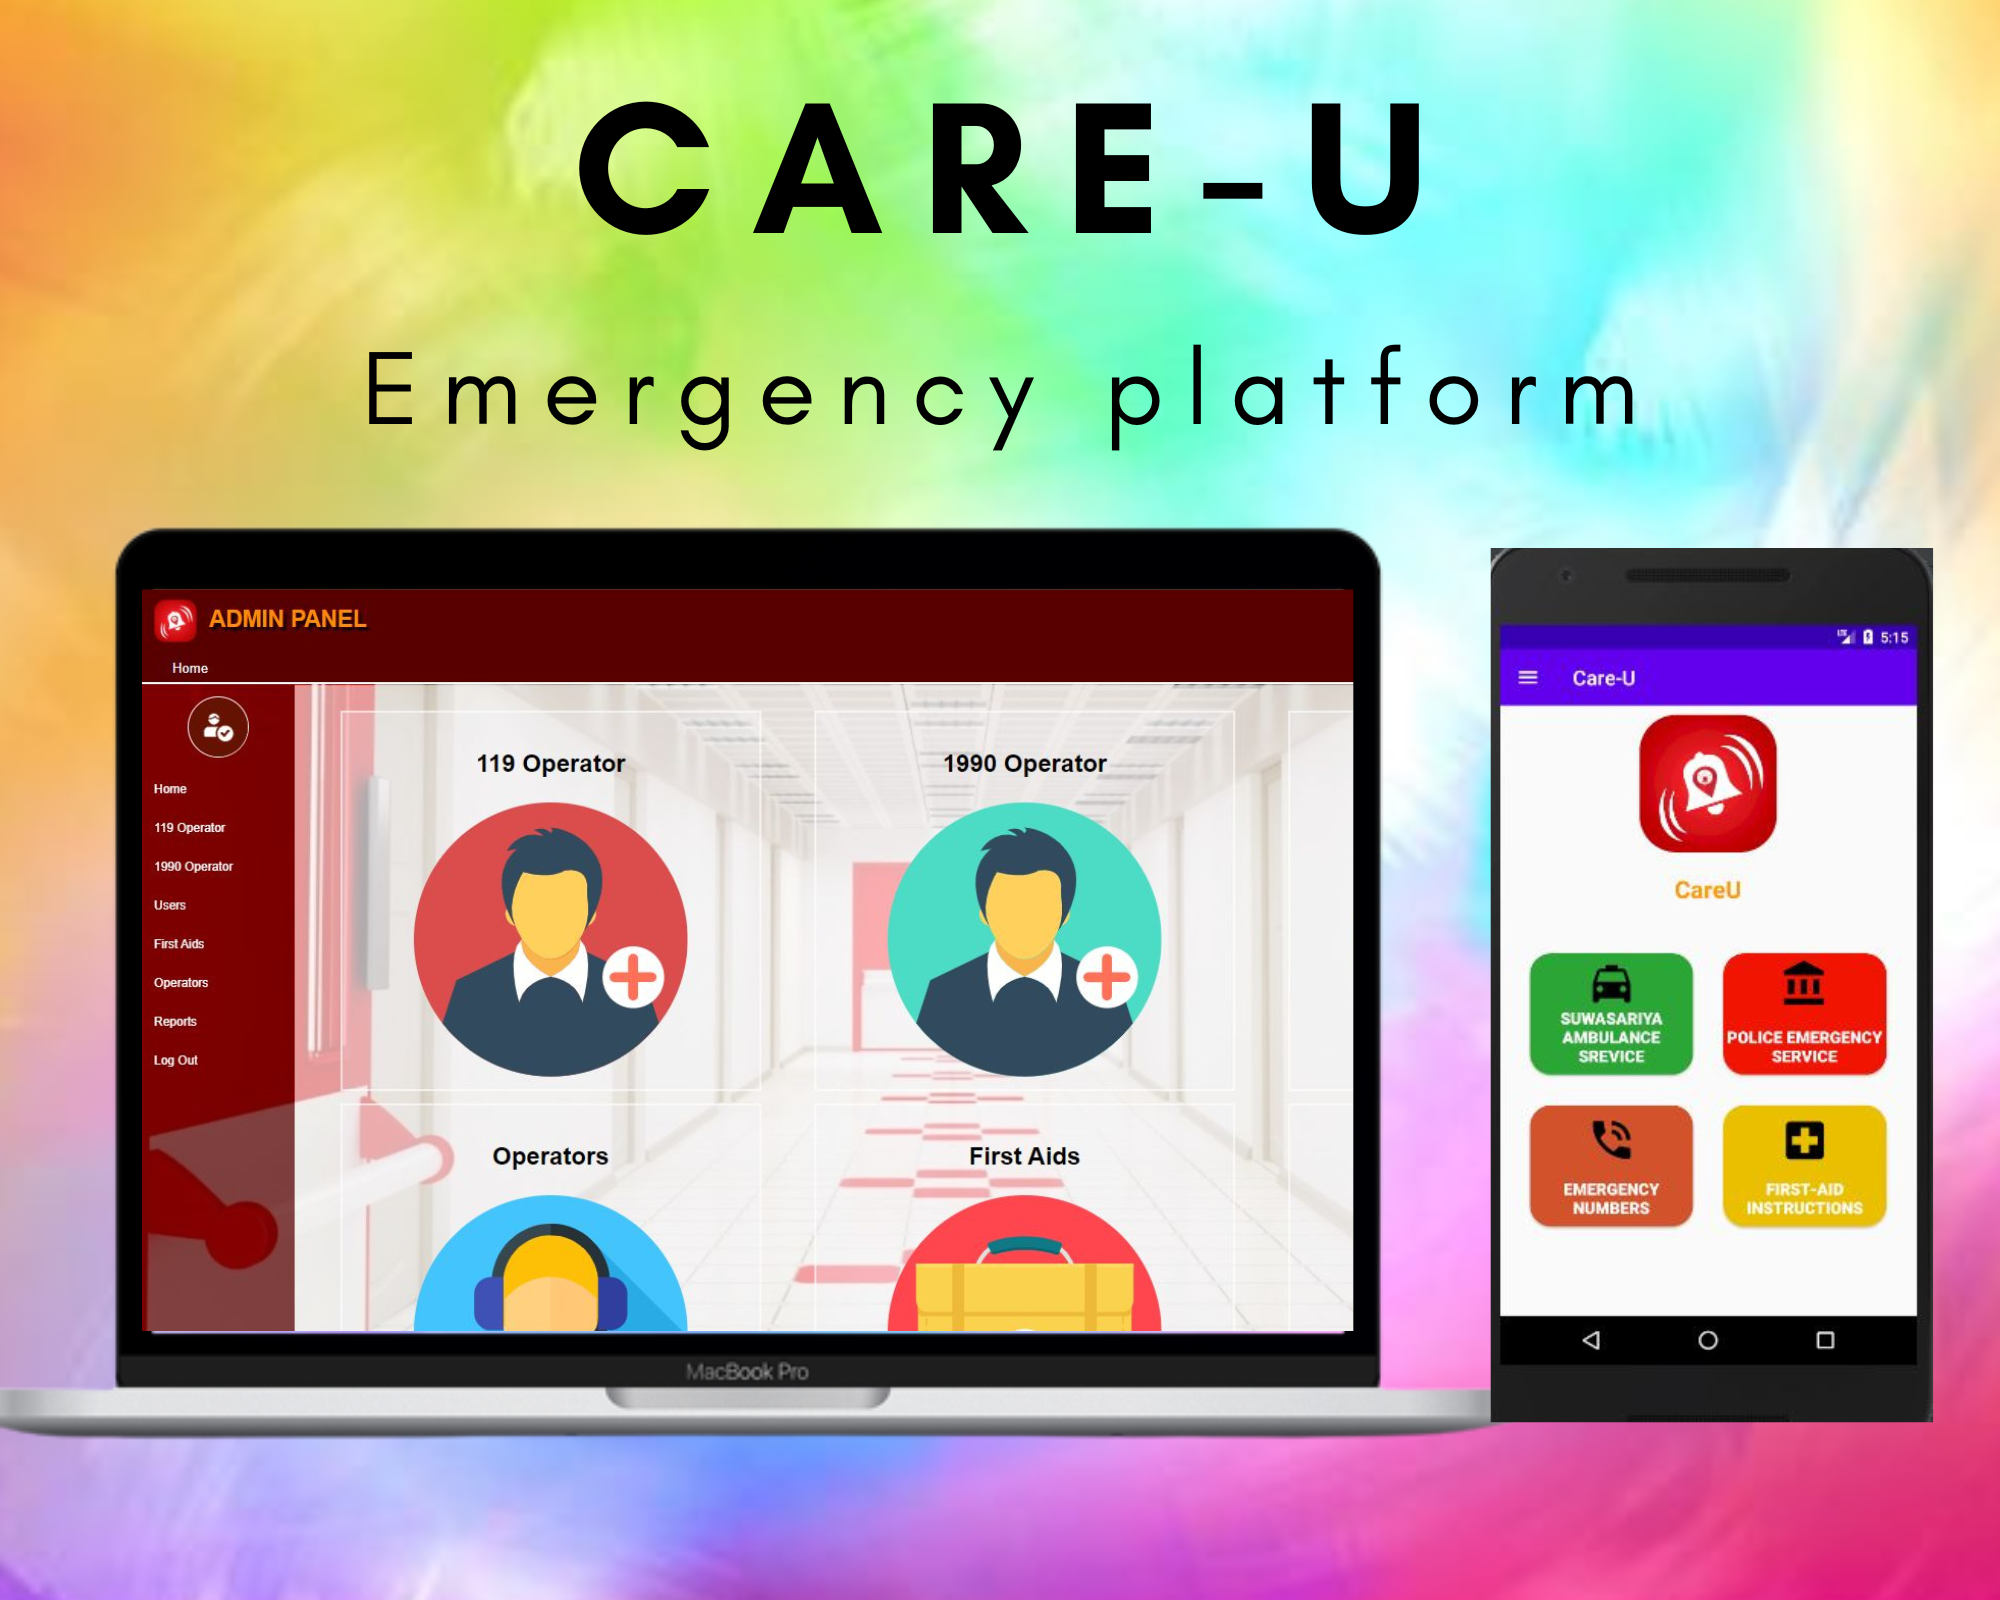 CARE-U
Emergency platform
ADMIN PANEL
Home
Home
119 Operator
1990 Operator
Users
First Aids
Operators
Reports
Log Out
119 Operator
1990 Operator
Operators
First Aids
MacBook Pro
LTE 5:15
Care-U
CareU
SUWASARIYA
AMBULANCE
SREVICE
POLICE EMERGENCY
SERVICE
EMERGENCY
NUMBERS
FIRST-AID
INSTRUCTIONS